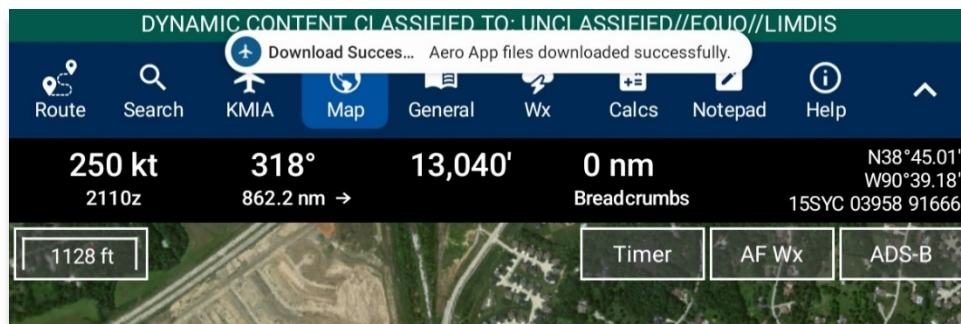 DYNAMIC CONTENT CLASSIFIED TO: UNCLASSIFIED//FOUO//LIMDIS
Download Succes... Aero App files downloaded successfully.
Route Search KMIA Map General Wx Calcs Notepad Help
250 kt 318° 13,040' 0 nm N38°45.01'
2110z 862.2 nm → Breadcrumbs W90°39.18'
15SYC 03958 91666
1128 ft Timer AF Wx ADS-B